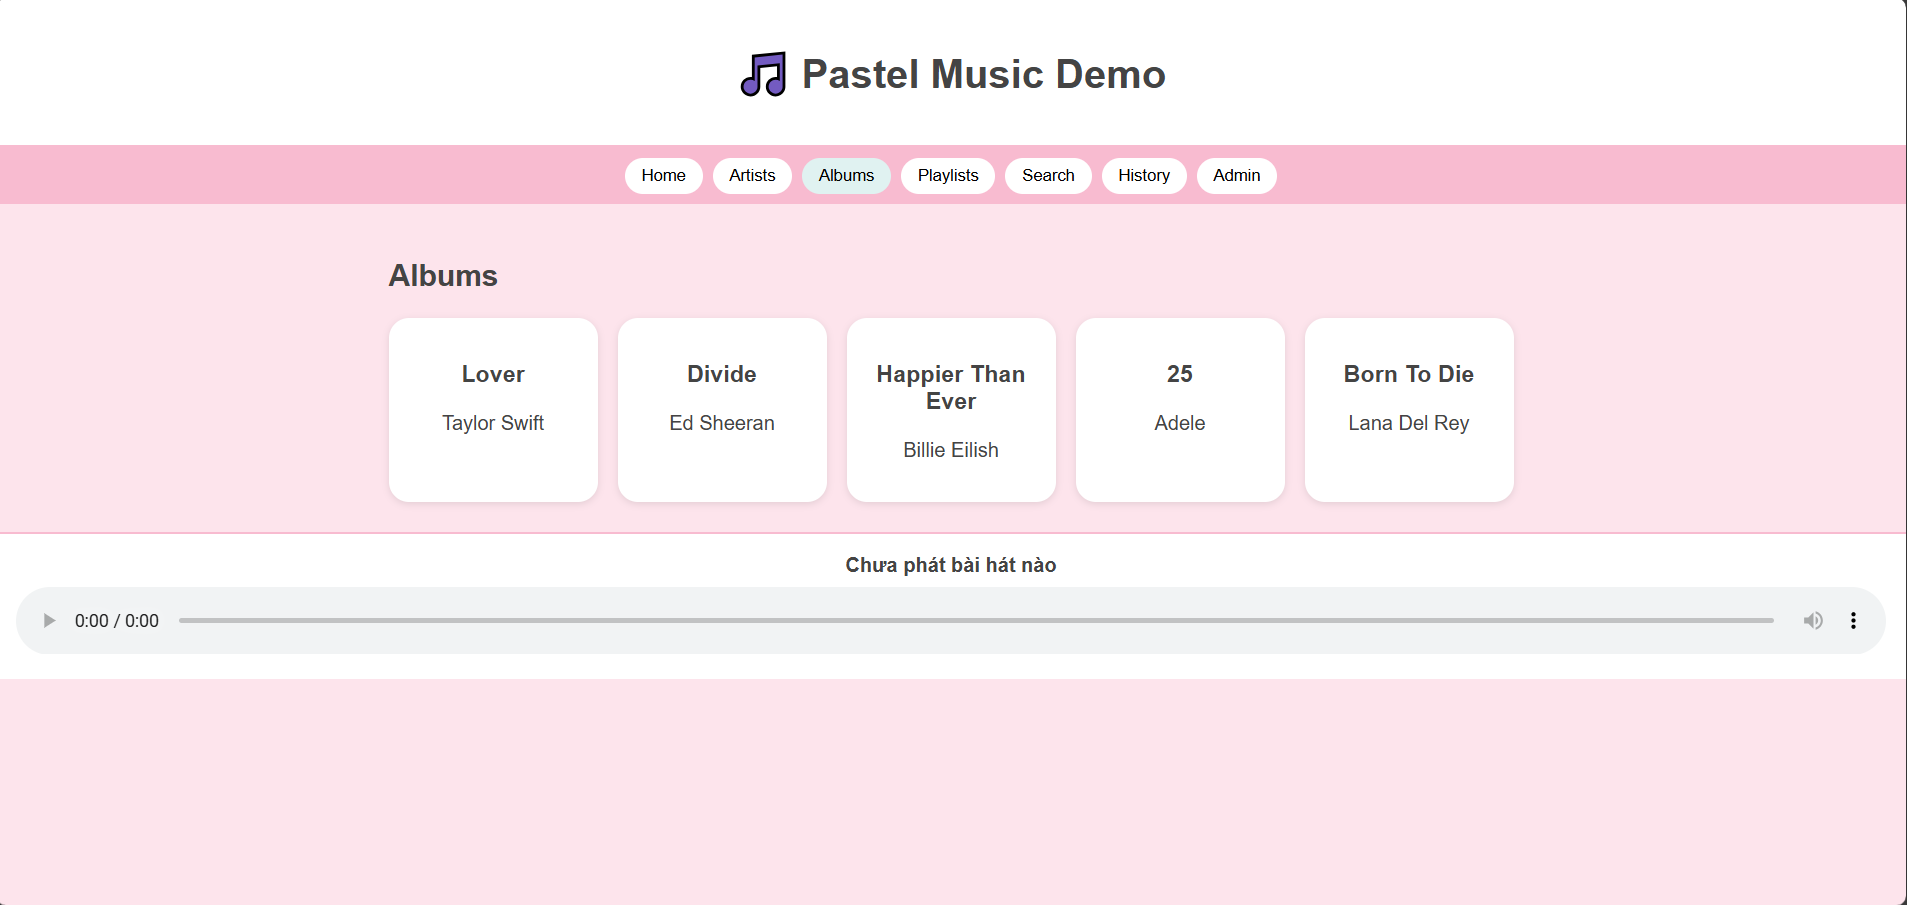 Pastel Music Demo
Home Artists Albums Playlists Search History Admin
Albums
Lover
Taylor Swift
Divide
Ed Sheeran
Happier Than
Ever
Billie Eilish
25
Adele
Born To Die
Lana Del Rey
Chưa phát bài hát nào
0:00 / 0:00